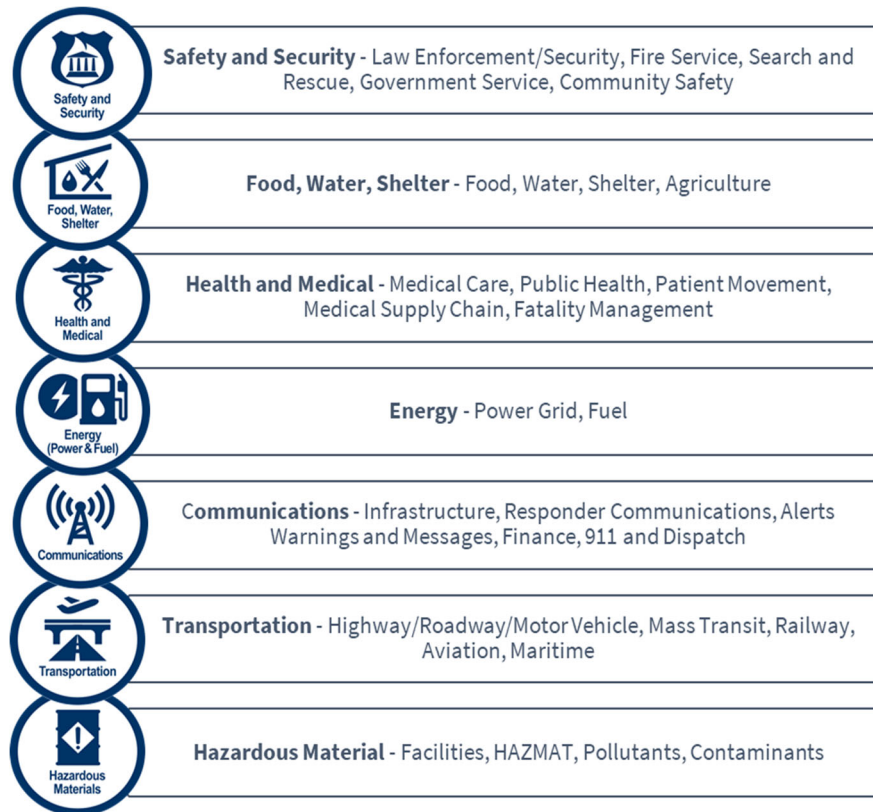 Safety and
Security
Safety and Security - Law Enforcement/Security, Fire Service, Search and
Rescue, Government Service, Community Safety
Food, Water,
Shelter
Food, Water, Shelter - Food, Water, Shelter, Agriculture
Health and
Medical
Health and Medical - Medical Care, Public Health, Patient Movement,
Medical Supply Chain, Fatality Management
Energy
(Power & Fuel)
Energy - Power Grid, Fuel
Communications
Communications - Infrastructure, Responder Communications, Alerts
Warnings and Messages, Finance, 911 and Dispatch
Transportation
Transportation - Highway/Roadway/Motor Vehicle, Mass Transit, Railway,
Aviation, Maritime
Hazardous
Materials
Hazardous Material - Facilities, HAZMAT, Pollutants, Contaminants